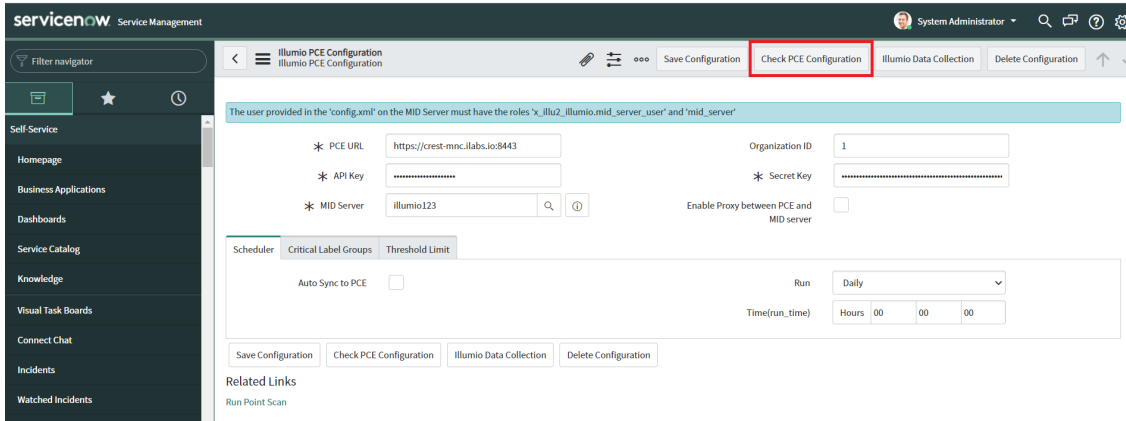 servicenow Service Management
System Administrator
Filter navigator
Illumio PCE Configuration
Illumio PCE Configuration
Save Configuration
Check PCE Configuration
Illumio Data Collection
Delete Configuration
Self-Service
Homepage
Business Applications
Dashboards
Service Catalog
Knowledge
Visual Task Boards
Connect Chat
Incidents
Watched Incidents
The user provided in the 'config.xml' on the MID Server must have the roles 'x_illu2_illumio.mid_server_user' and 'mid_server'
PCE URL
https://crest-mnc.ilabs.io:8443
Organization ID
1
API Key
Secret Key
MID Server
illumio123
Enable Proxy between PCE and
MID server
Scheduler
Critical Label Groups
Threshold Limit
Auto Sync to PCE
Run
Daily
Time(run_time)
Hours 00 00 00
Save Configuration
Check PCE Configuration
Illumio Data Collection
Delete Configuration
Related Links
Run Point Scan